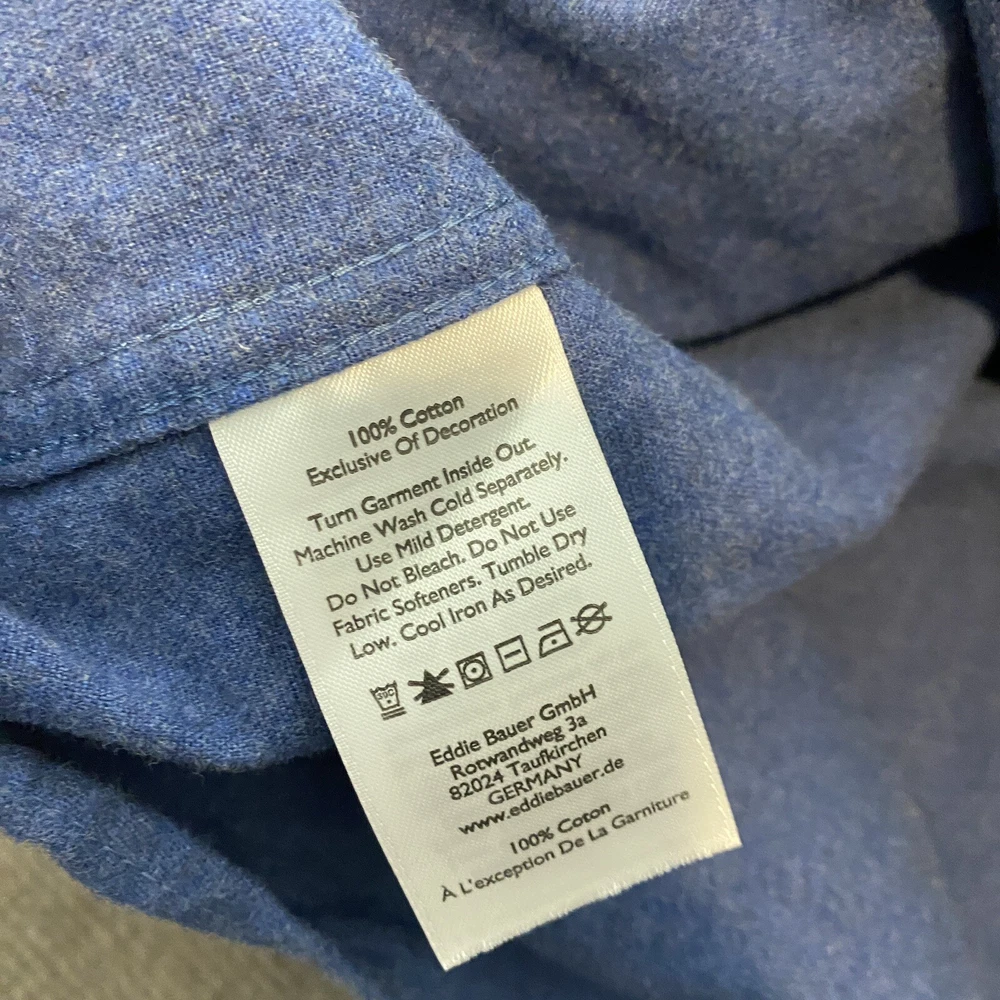 100% Cotton
Exclusive Of Decoration
Turn Garment Inside Out.
Machine Wash Cold Separately.
Use Mild Detergent.
Do Not Bleach. Do Not Use
Fabric Softeners. Tumble Dry
Low. Cool Iron As Desired.
30C
Eddie Bauer GmbH
Rotwandweg 3a
82024 Taufkirchen
GERMANY
www.eddiebauer.de
100% Coton
À L'exception De La Garniture